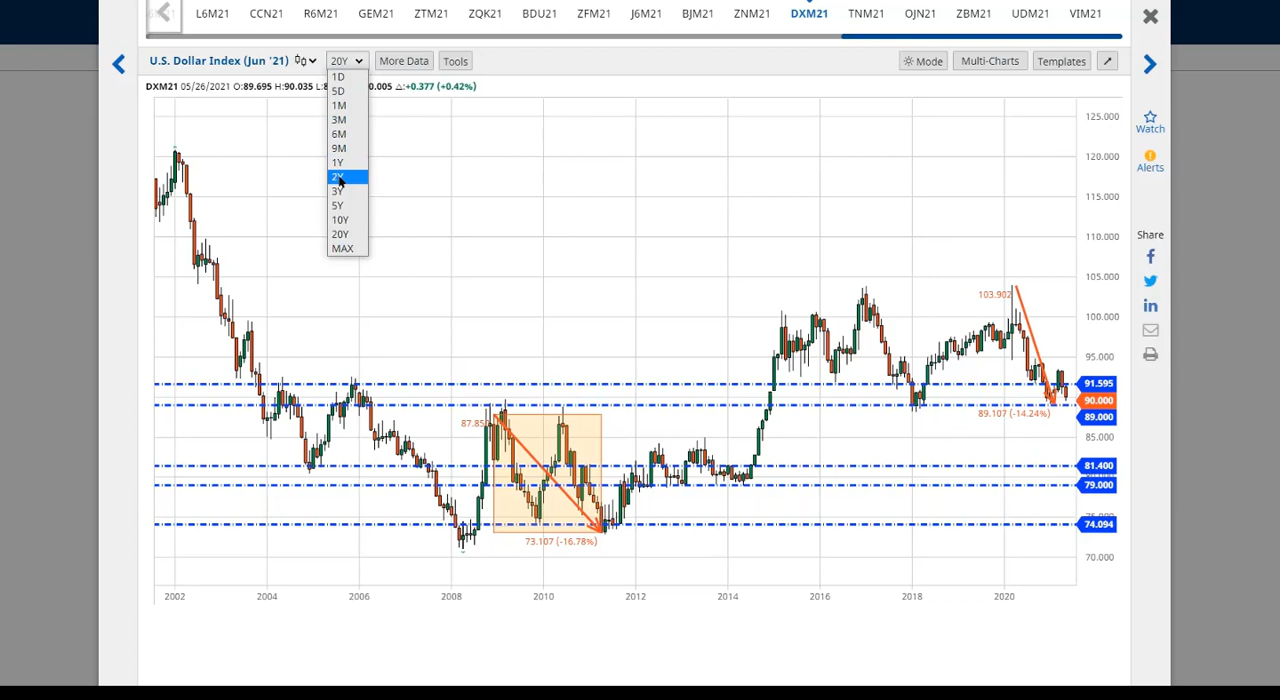 L6M21 CCN21 R6M21 GEM21 ZTM21 ZQK21 BDU21 ZFM21 J6M21 BJM21 ZNM21 DXM21 TNM21 OJN21 ZBM21 UDM21 VIM21
U.S. Dollar Index (Jun '21) 20Y More Data Tools Mode Multi-Charts Templates
DXM21 05/26/2021 O:89.695 H:90.035 0.005 △:+0.377 (+0.42%)
1D
5D
1M
3M
6M
9M
1Y
2Y
3Y
5Y
10Y
20Y
MAX
125.000
120.000
115.000
110.000
105.000
100.000
95.000
91.595
90.000
89.000
85.000
81.400
79.000
74.094
70.000
103.902
89.107 (-14.24%)
73.107 (-16.78%)
2002 2004 2006 2008 2010 2012 2014 2016 2018 2020
Watch
Alerts
Share